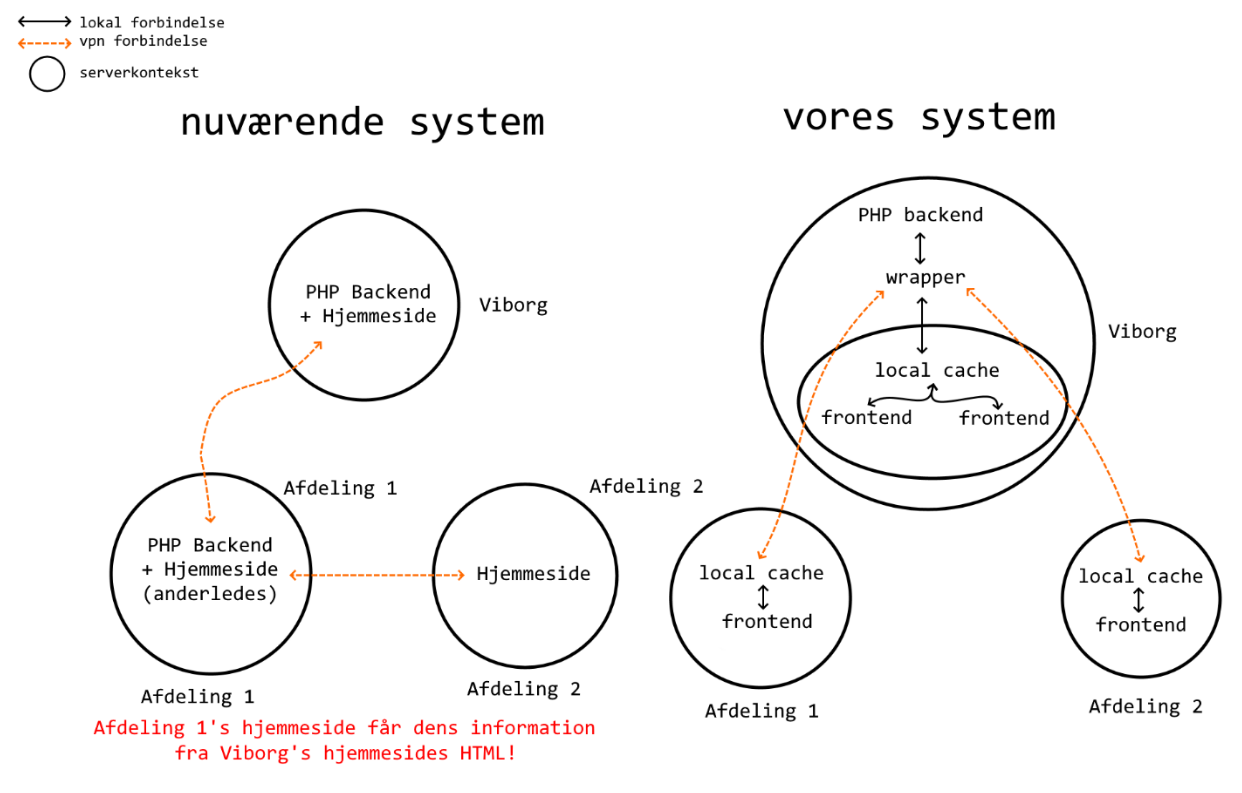 lokal forbindelse
vpn forbindelse
serverkontekst
nuværende system
PHP Backend
+ Hjemmeside
Viborg
Afdeling 1
PHP Backend
+ Hjemmeside
(anderledes)
Afdeling 1
Afdeling 2
Hjemmeside
Afdeling 2
Afdeling 1's hjemmeside får dens information
fra Viborg's hjemmesides HTML!
vores system
PHP backend
wrapper
Viborg
local cache
frontend
frontend
local cache
frontend
Afdeling 1
local cache
frontend
Afdeling 2